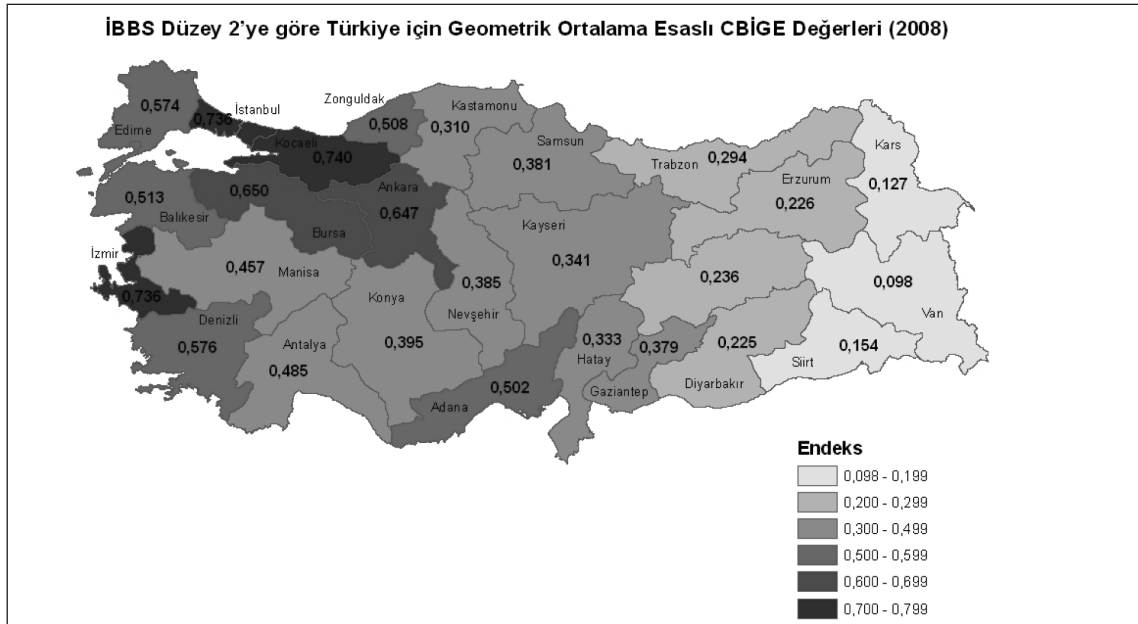 İBBS Düzey 2'ye göre Türkiye için Geometrik Ortalama Esaslı CBİGE Değerleri (2008)
0,574
Edirne
0,736
İstanbul
Kocaeli
0,740
Zonguldak
0,508
Kastamonu
0,310
Samsun
0,381
Trabzon
0,294
Erzurum
0,226
Kars
0,127
0,513
Balıkesir
0,650
Bursa
Ankara
0,647
Kayseri
0,341
0,236
0,098
Van
İzmir
0,736
0,457
Manisa
Konya
0,395
0,385
Nevşehir
Denizli
0,576
Antalya
0,485
Adana
0,502
0,333
Hatay
0,379
Gaziantep
0,225
Diyarbakır
Siirt
0,154
Endeks
0,098 - 0,199
0,200 - 0,299
0,300 - 0,499
0,500 - 0,599
0,600 - 0,699
0,700 - 0,799